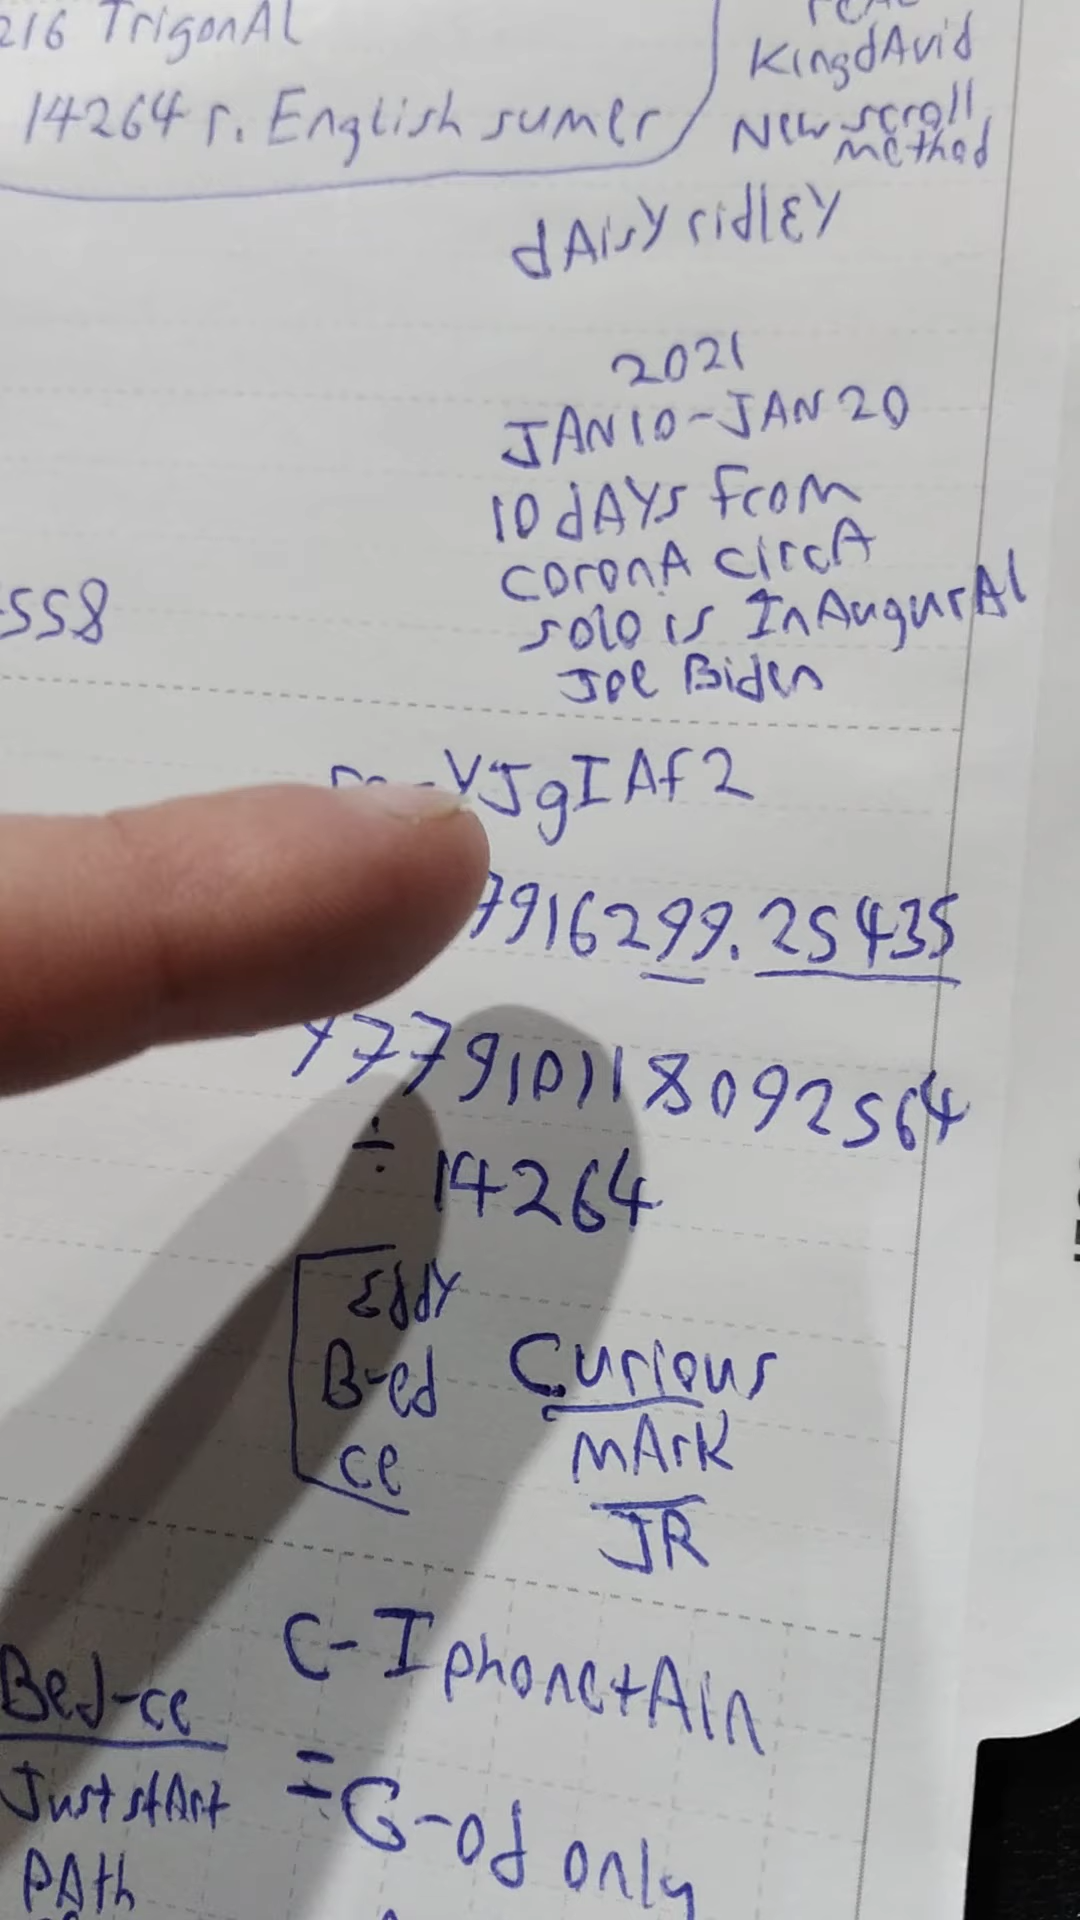 216 TrigonAl
14264 r. English sumer
KingdAvid
New scroll
method
dAisy ridlEY
2021
JAN10-JAN20
10 dAYs from
coronA circA
solo is InAugurAl
Joe Biden
558
YJgIAf2
7916299.25435
477910118092564
÷
14264
EddY
B-ed
ce
Curious
mArk
JR
C-IphonetAin
=G-od only
Bed-ce
Just stArt
PAth